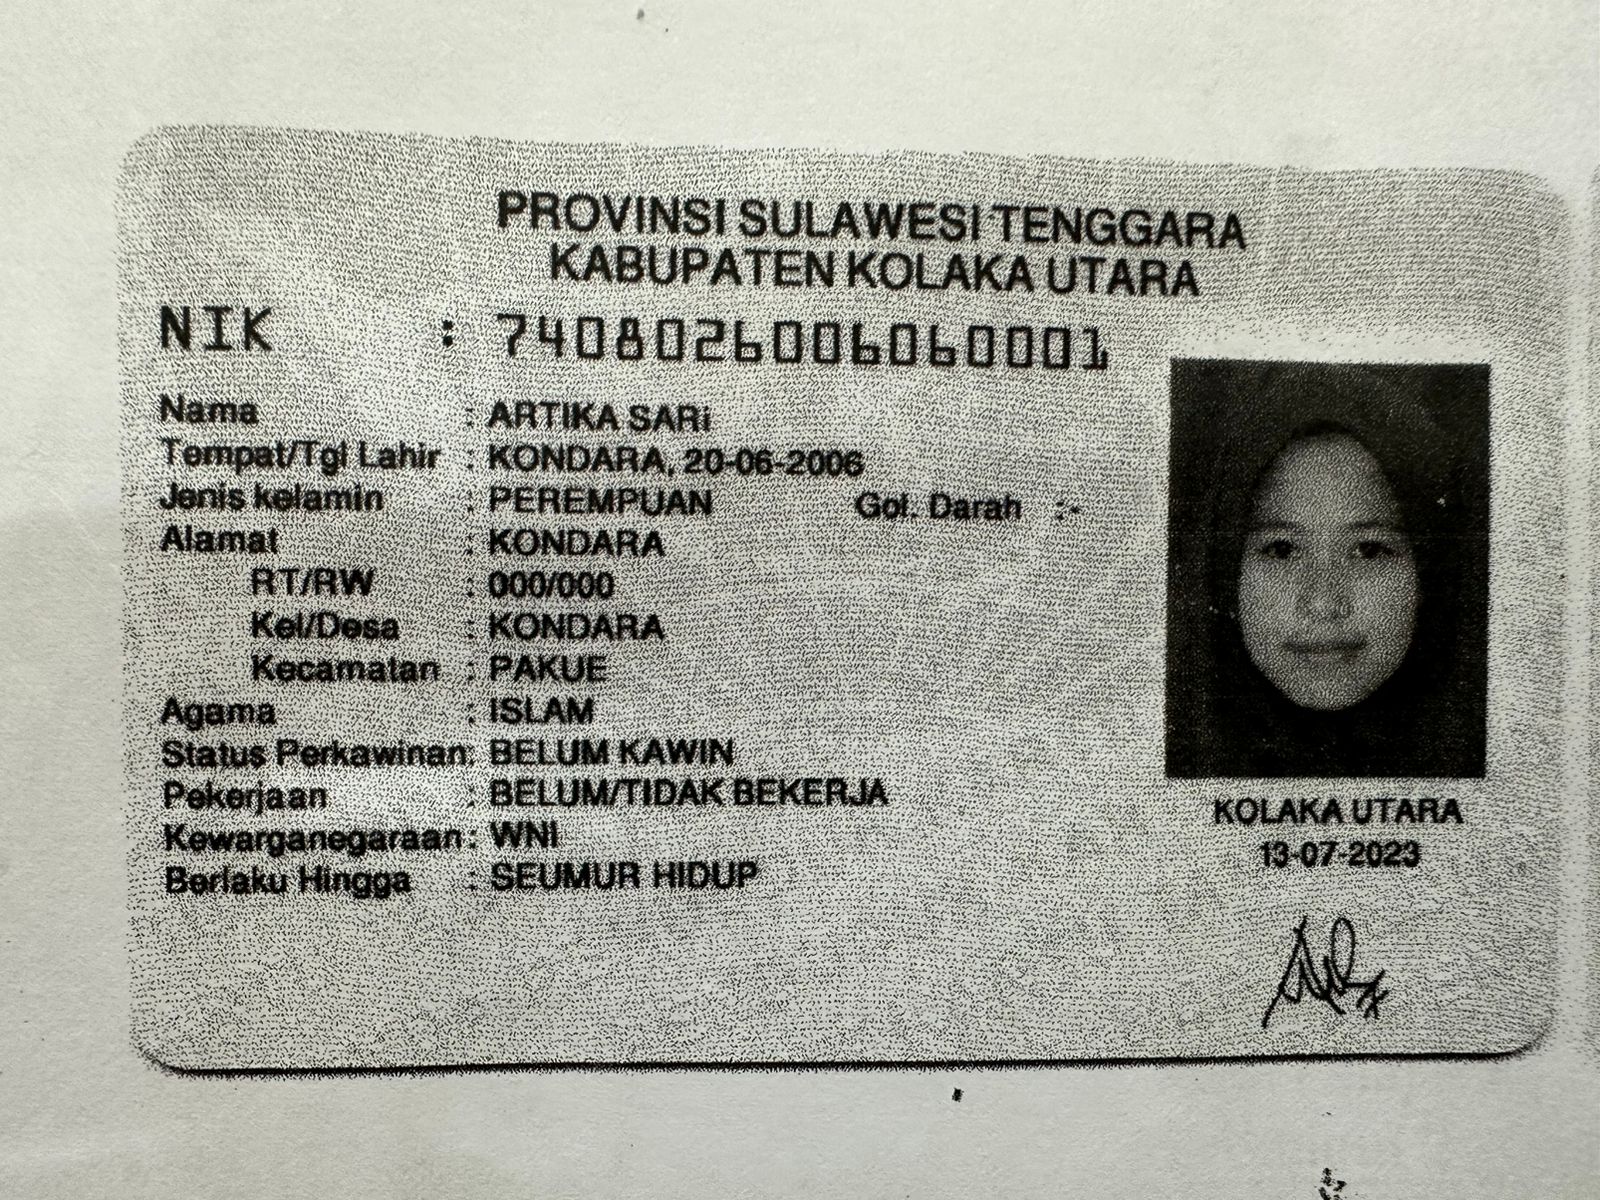 PROVINSI SULAWESI TENGGARA
KABUPATEN KOLAKA UTARA
NIK : 7408026006060001
Nama : ARTIKA SARi
Tempat/Tgl Lahir : KONDARA, 20-06-2006
Jenis kelamin : PEREMPUAN Gol. Darah :-
Alamat : KONDARA
RT/RW : 000/000
Kel/Desa : KONDARA
Kecamatan : PAKUE
Agama : ISLAM
Status Perkawinan: BELUM KAWIN
Pekerjaan : BELUM/TIDAK BEKERJA
Kewarganegaraan: WNI
Berlaku Hingga : SEUMUR HIDUP
KOLAKA UTARA
13-07-2023